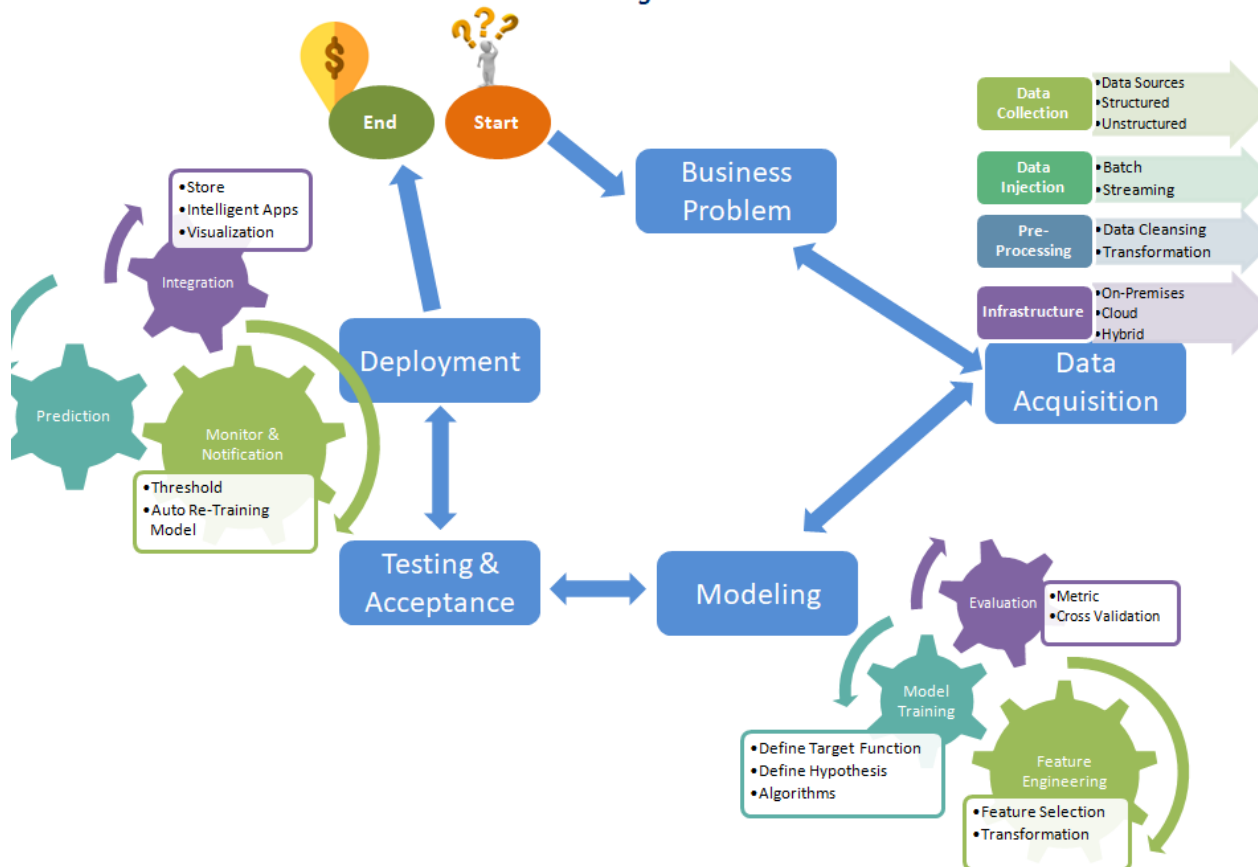 ???
$
End
Start
Business
Problem
Data
Collection
•Data Sources
•Structured
•Unstructured
Data
Injection
•Batch
•Streaming
Pre-
Processing
•Data Cleansing
•Transformation
Infrastructure
•On-Premises
•Cloud
•Hybrid
Data
Acquisition
•Store
•Intelligent Apps
•Visualization
Integration
Deployment
Prediction
Monitor &
Notification
•Threshold
•Auto Re-Training
Model
Testing &
Acceptance
Modeling
Evaluation
•Metric
•Cross Validation
Model
Training
•Define Target Function
•Define Hypothesis
•Algorithms
Feature
Engineering
•Feature Selection
•Transformation